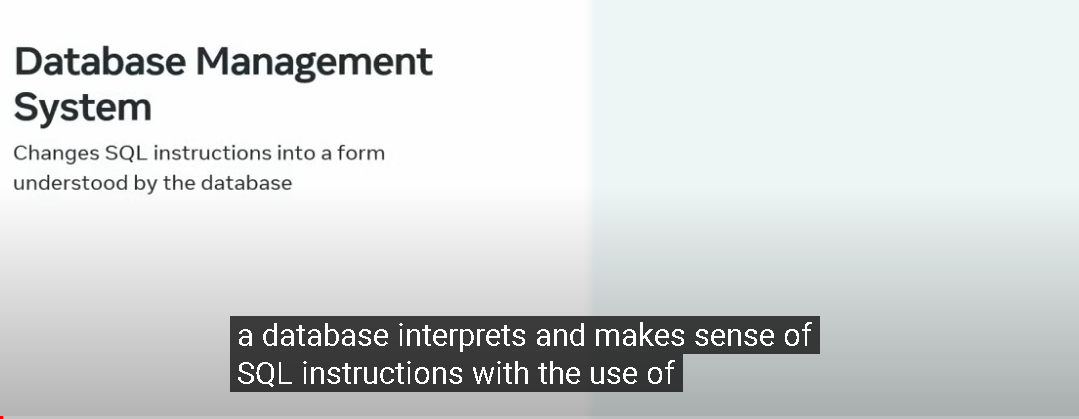 Database Management
System
Changes SQL instructions into a form
understood by the database
a database interprets and makes sense of
SQL instructions with the use of